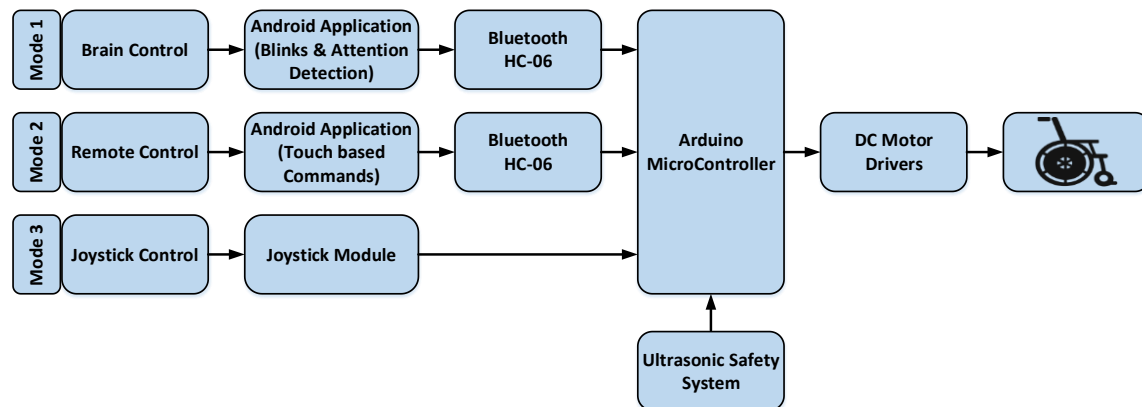 Mode 1
Brain Control
Android Application
(Blinks & Attention
Detection)
Bluetooth
HC-06
Mode 2
Remote Control
Android Application
(Touch based
Commands)
Bluetooth
HC-06
Arduino
MicroController
DC Motor
Drivers
Mode 3
Joystick Control
Joystick Module
Ultrasonic Safety
System